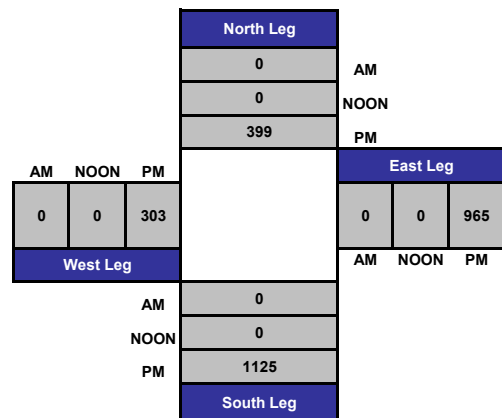 North Leg
0 AM
0 NOON
399 PM
AM NOON PM
East Leg
0 0 303
0 0 965
West Leg
AM NOON PM
AM 0
NOON 0
PM 1125
South Leg